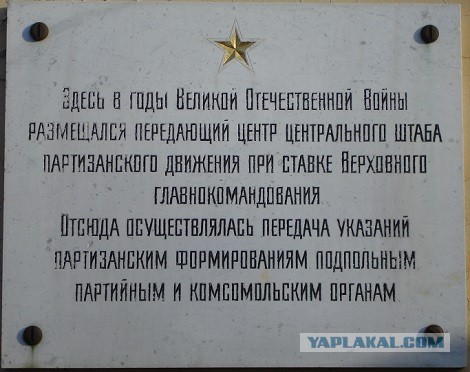 Здесь в годы Великой Отечественной Войны
размещался передающий центр центрального штаба
партизанского движения при ставке Верховного
главнокомандования
Отсюда осуществлялась передача указаний
партизанским формированиям подпольным
партийным и комсомольским органам
YAPLAKAL.COM